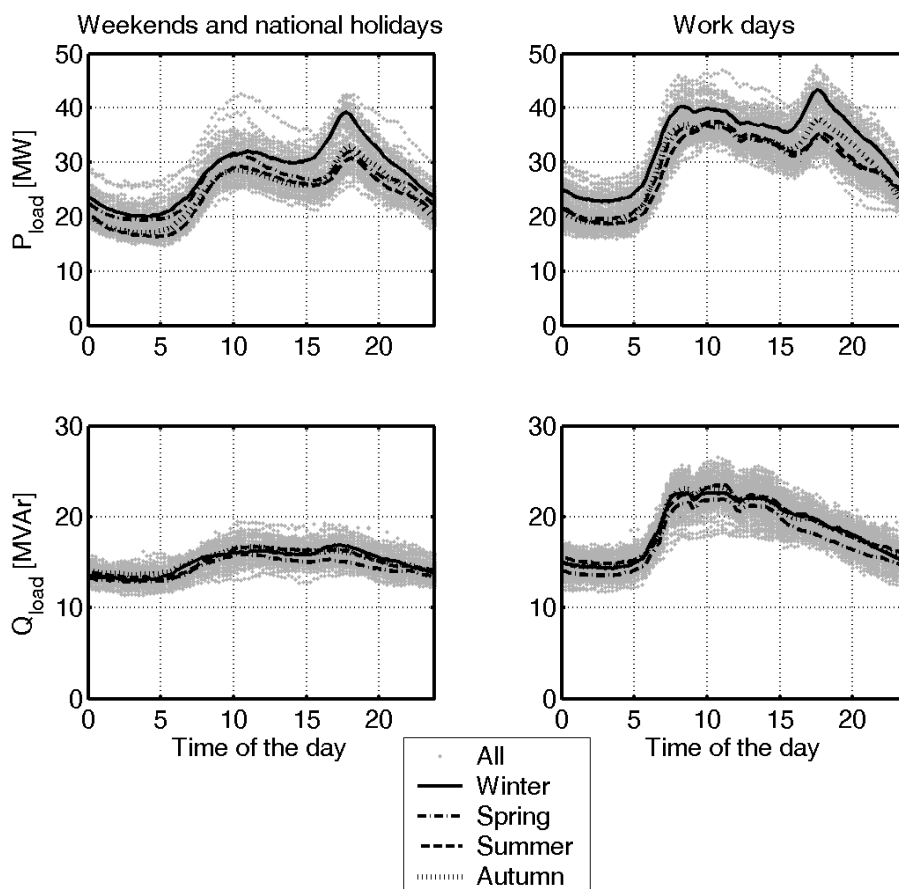 Weekends and national holidays
Work days
P_load [MW]
50
40
30
20
10
0
0 5 10 15 20
50
40
30
20
10
0
0 5 10 15 20
Q_load [MVAr]
30
20
10
0
0 5 10 15 20
Time of the day
30
20
10
0
0 5 10 15 20
Time of the day
All
Winter
Spring
Summer
Autumn